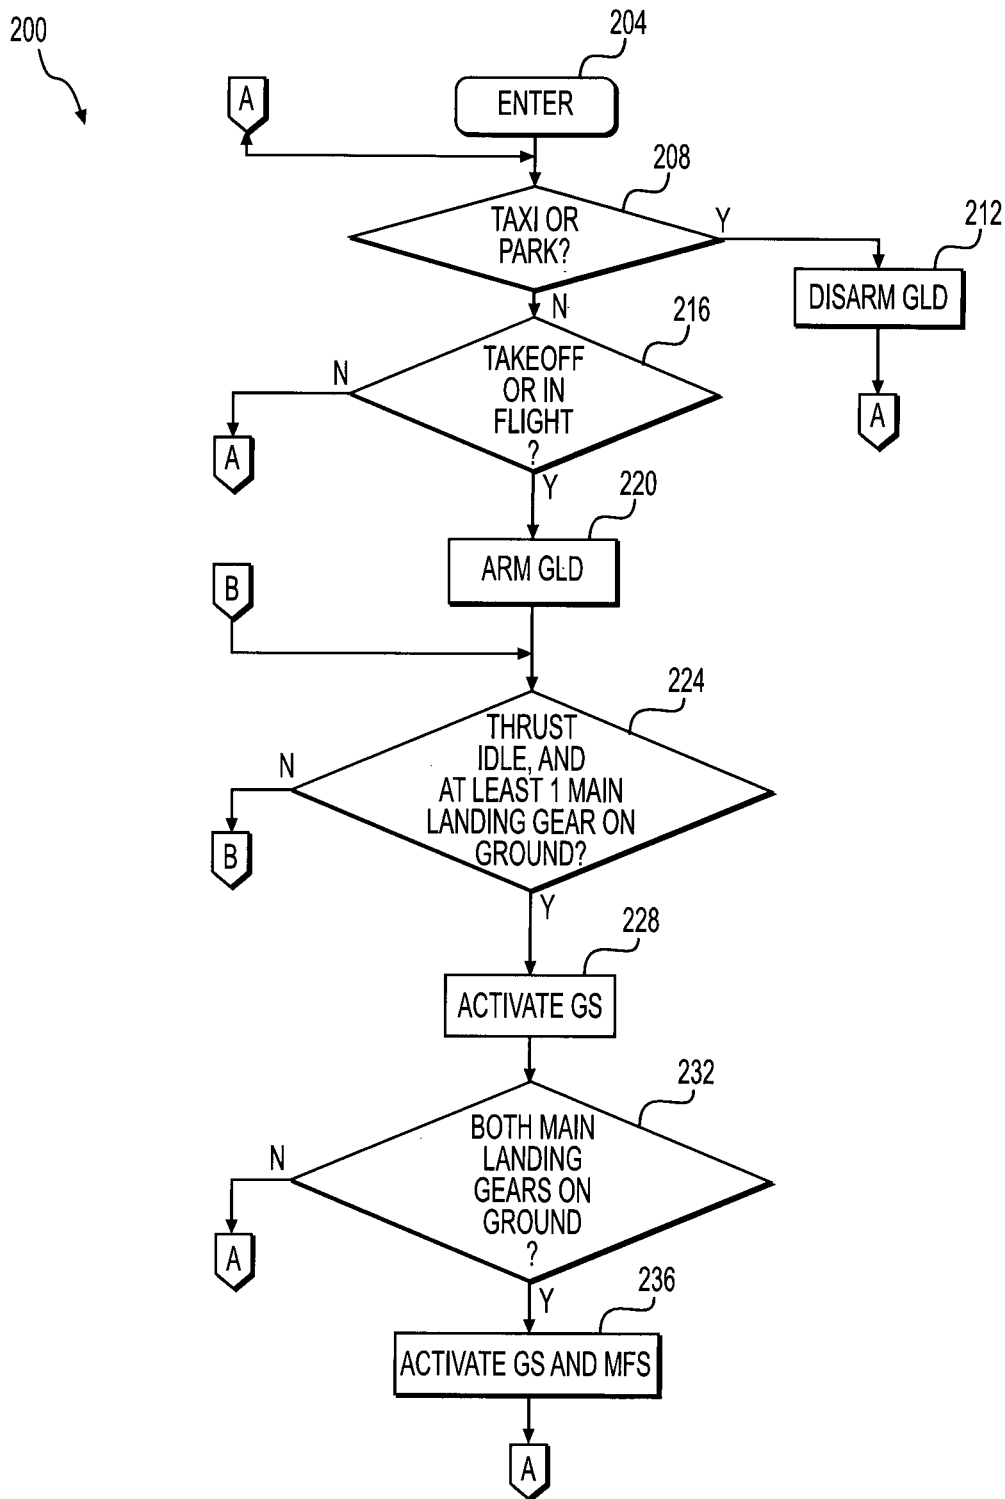 200
204
A
ENTER
208
TAXI OR
PARK?
Y
212
DISARM GLD
N
216
TAKEOFF
OR IN
FLIGHT
?
N
A
A
Y
220
ARM GLD
B
224
THRUST
IDLE, AND
AT LEAST 1 MAIN
LANDING GEAR ON
GROUND?
N
B
Y
228
ACTIVATE GS
232
BOTH MAIN
LANDING
GEARS ON
GROUND
?
N
A
Y
236
ACTIVATE GS AND MFS
A